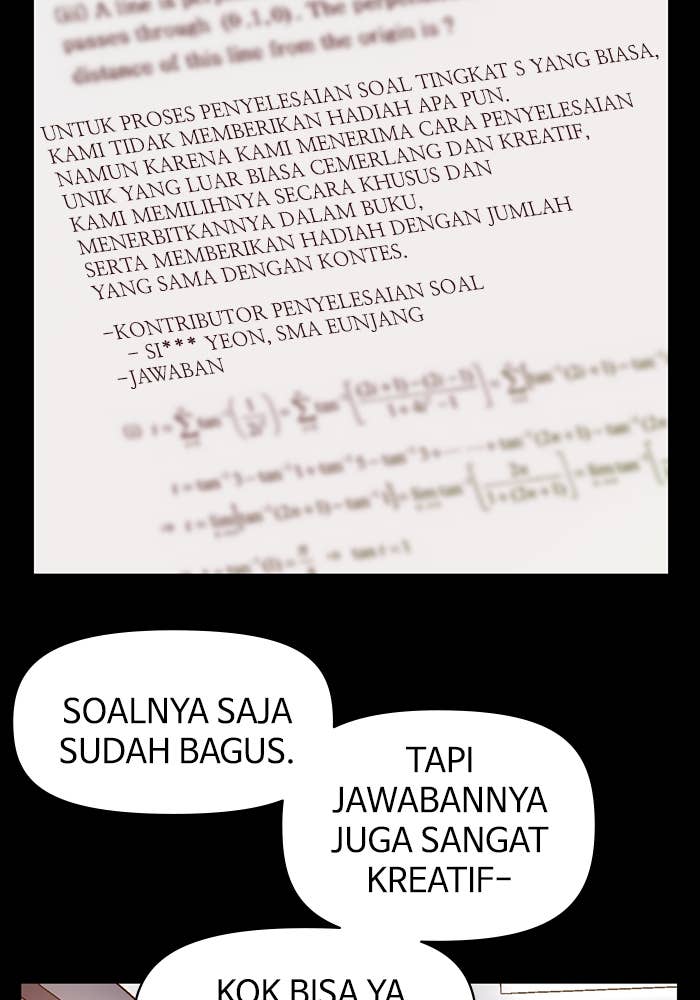 (ii) A line is
passes through (0,1,0). The perpendicular
distance of this line from the origin is ?
UNTUK PROSES PENYELESAIAN SOAL TINGKAT S YANG BIASA,
KAMI TIDAK MEMBERIKAN HADIAH APA PUN.
NAMUN KARENA KAMI MENERIMA CARA PENYELESAIAN
UNIK YANG LUAR BIASA CEMERLANG DAN KREATIF,
KAMI MEMILIHNYA SECARA KHUSUS DAN
MENERBITKANNYA DALAM BUKU,
SERTA MEMBERIKAN HADIAH DENGAN JUMLAH
YANG SAMA DENGAN KONTES.
-KONTRIBUTOR PENYELESAIAN SOAL
- SI*** YEON, SMA EUNJANG
-JAWABAN
SOALNYA SAJA
SUDAH BAGUS.
TAPI
JAWABANNYA
JUGA SANGAT
KREATIF-
KOK BISA YA